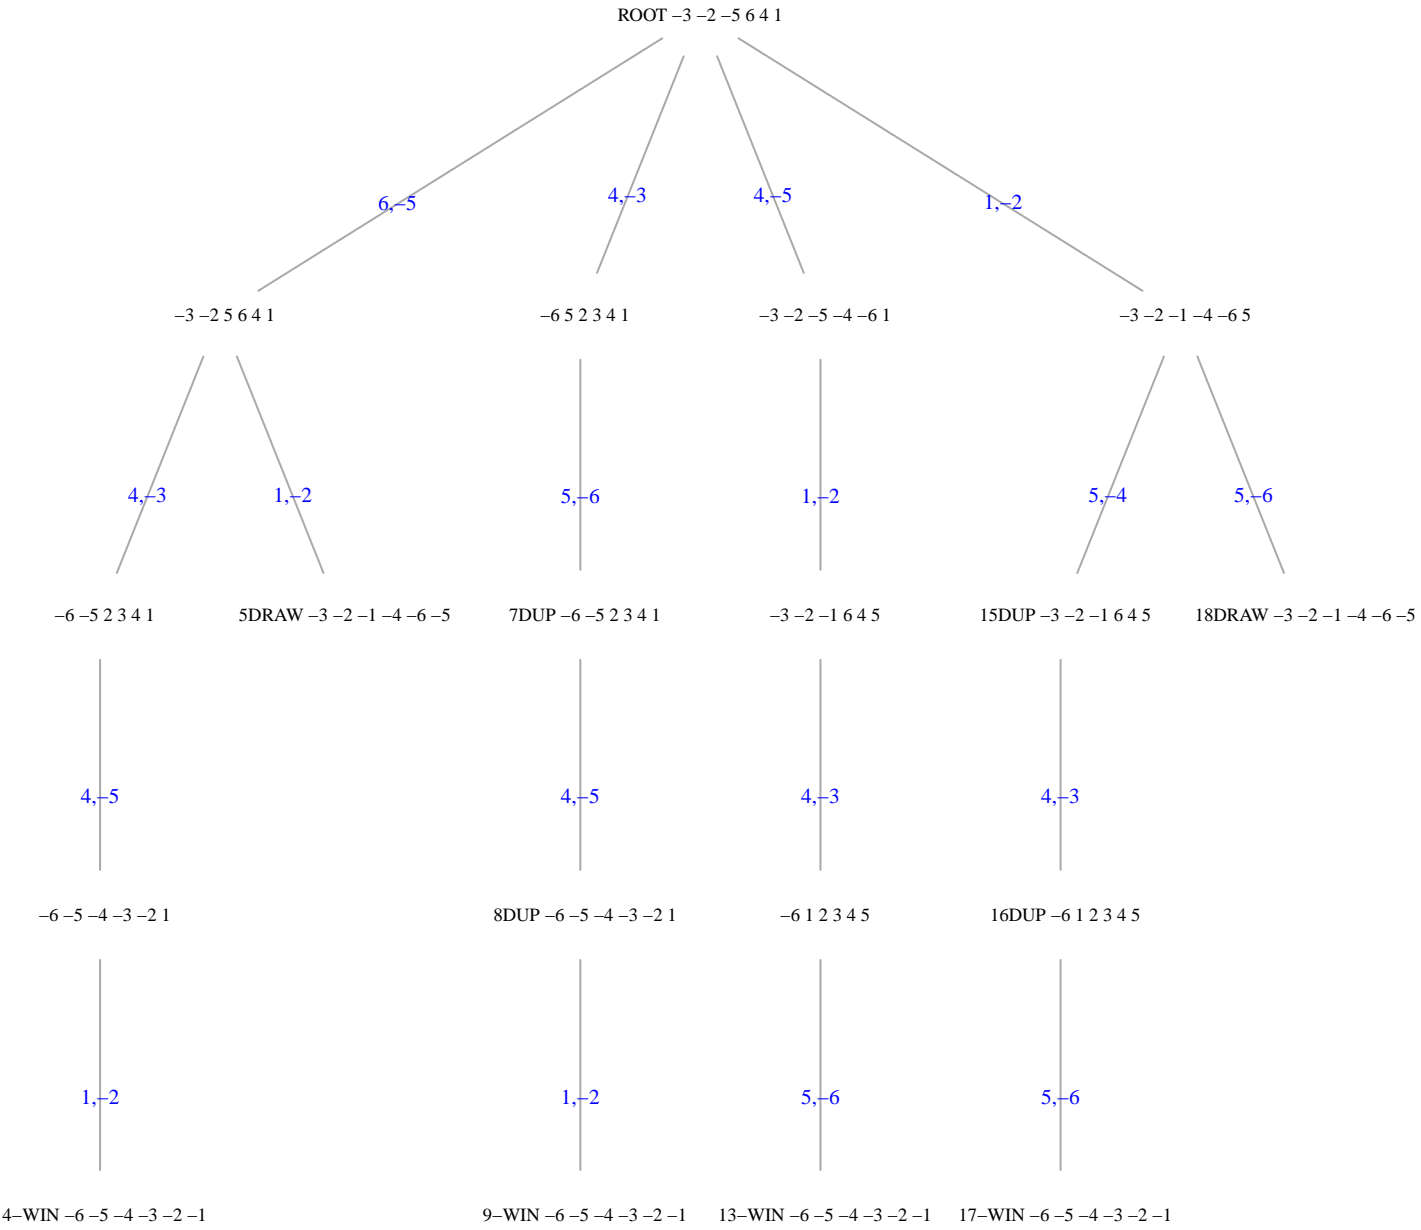 ROOT –3 –2 –5 6 4 1
6,–5
4,–3
4,–5
1,–2
–3 –2 5 6 4 1
–6 5 2 3 4 1
–3 –2 –5 –4 –6 1
–3 –2 –1 –4 –6 5
4,–3
1,–2
5,–6
1,–2
5,–4
5,–6
–6 –5 2 3 4 1
5DRAW –3 –2 –1 –4 –6 –5
7DUP –6 –5 2 3 4 1
–3 –2 –1 6 4 5
15DUP –3 –2 –1 6 4 5
18DRAW –3 –2 –1 –4 –6 –5
4,–5
4,–5
4,–3
4,–3
–6 –5 –4 –3 –2 1
8DUP –6 –5 –4 –3 –2 1
–6 1 2 3 4 5
16DUP –6 1 2 3 4 5
1,–2
1,–2
5,–6
5,–6
4–WIN –6 –5 –4 –3 –2 –1
9–WIN –6 –5 –4 –3 –2 –1
13–WIN –6 –5 –4 –3 –2 –1
17–WIN –6 –5 –4 –3 –2 –1